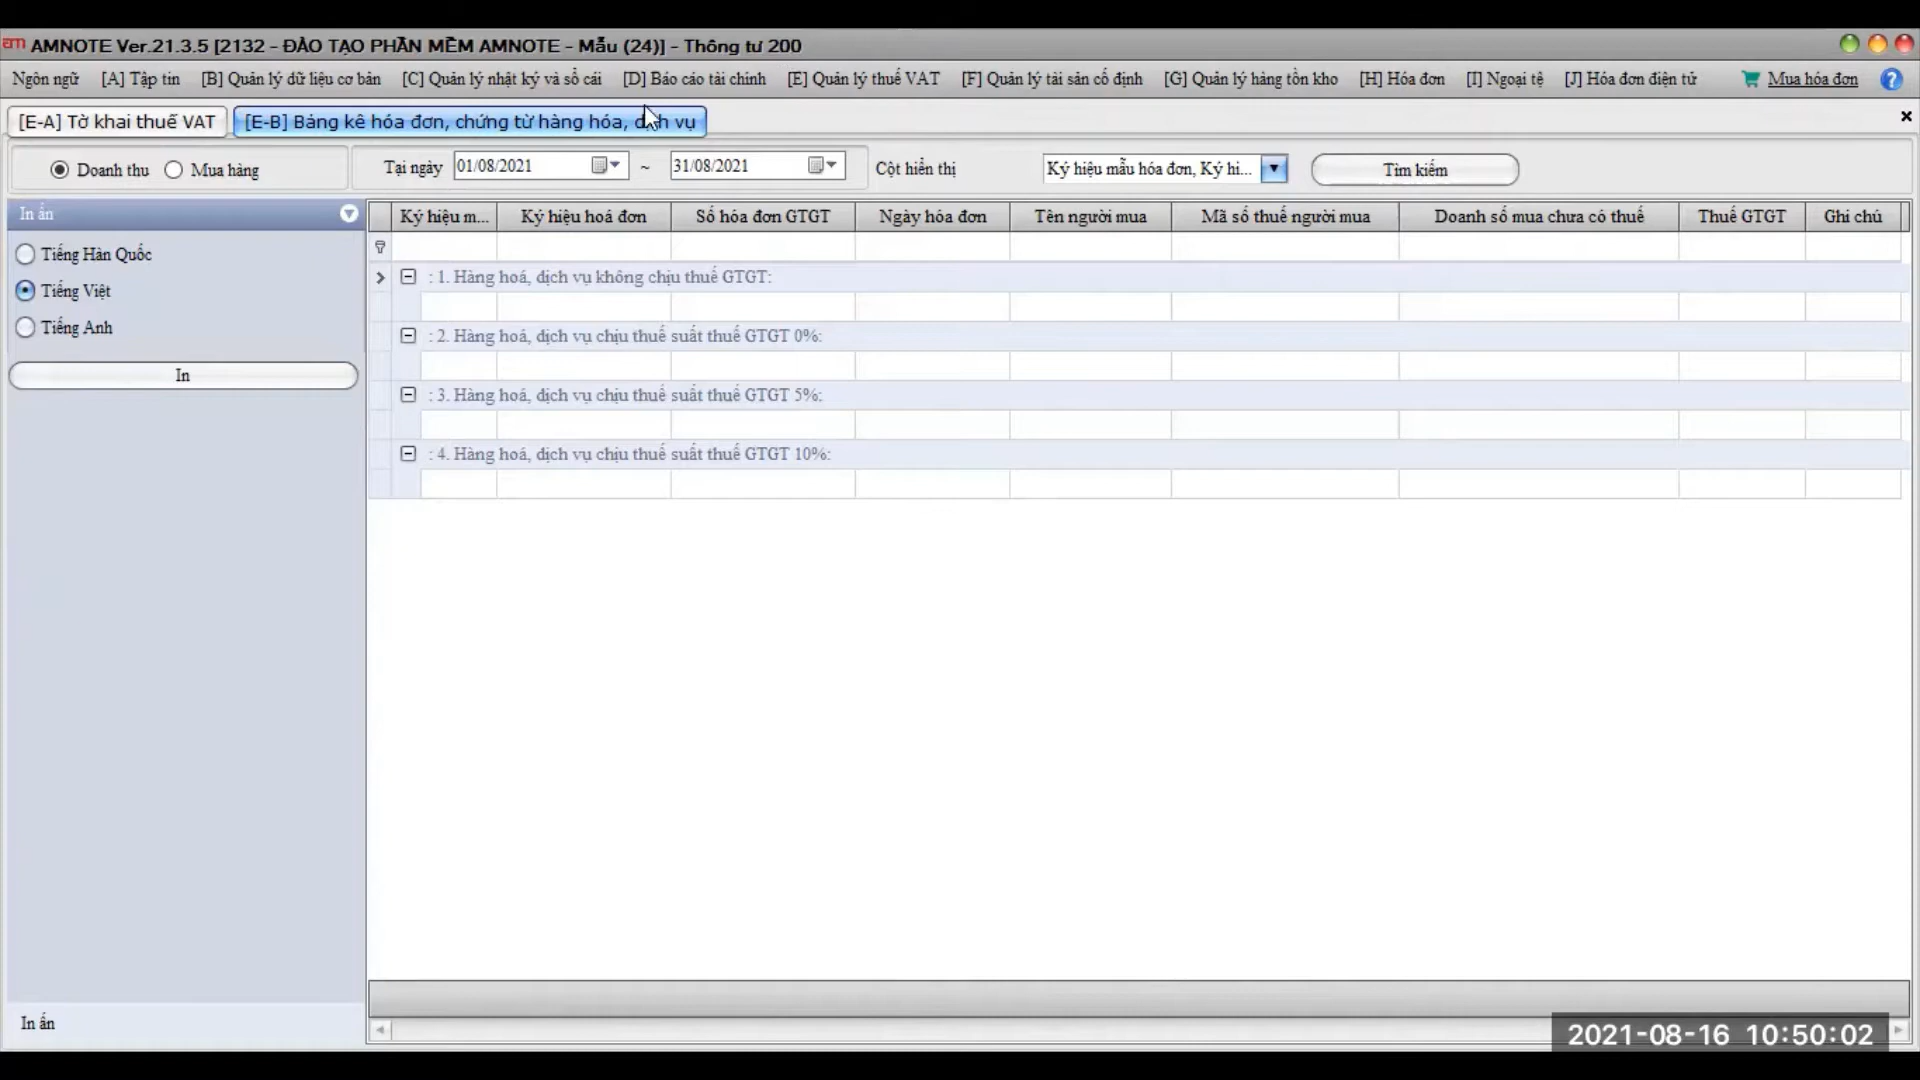 AMNOTE Ver.21.3.5 [2132 - ĐÀO TẠO PHẦN MỀM AMNOTE - Mẫu (24)] - Thông tư 200
Ngôn ngữ [A] Tập tin [B] Quản lý dữ liệu cơ bản [C] Quản lý nhật ký và sổ cái [D] Báo cáo tài chính [E] Quản lý thuế VAT [F] Quản lý tài sản cố định [G] Quản lý hàng tồn kho [H] Hóa đơn [I] Ngoại tệ [J] Hóa đơn điện tử Mua hóa đơn ?
[E-A] Tờ khai thuế VAT [E-B] Bảng kê hóa đơn, chứng từ hàng hóa, dịch vụ
Doanh thu Mua hàng Tại ngày 01/08/2021 ~ 31/08/2021 Cột hiển thị Ký hiệu mẫu hóa đơn, Ký hi... Tìm kiếm
In ấn
Ký hiệu m... Ký hiệu hoá đơn Số hóa đơn GTGT Ngày hóa đơn Tên người mua Mã số thuế người mua Doanh số mua chưa có thuế Thuế GTGT Ghi chú
Tiếng Hàn Quốc
Tiếng Việt
Tiếng Anh
In
: 1. Hàng hoá, dịch vụ không chịu thuế GTGT:
: 2. Hàng hoá, dịch vụ chịu thuế suất thuế GTGT 0%:
: 3. Hàng hoá, dịch vụ chịu thuế suất thuế GTGT 5%:
: 4. Hàng hoá, dịch vụ chịu thuế suất thuế GTGT 10%:
In ấn
2021-08-16 10:50:02